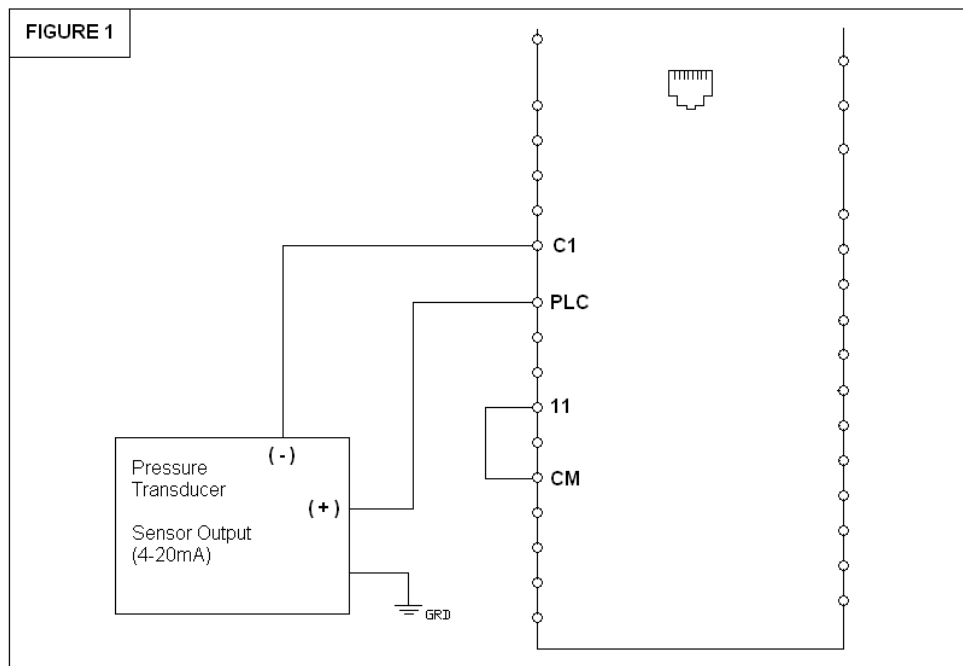 FIGURE 1
C1
PLC
11
CM
(-)
Pressure
Transducer
(+)
Sensor Output
(4-20mA)
GRD